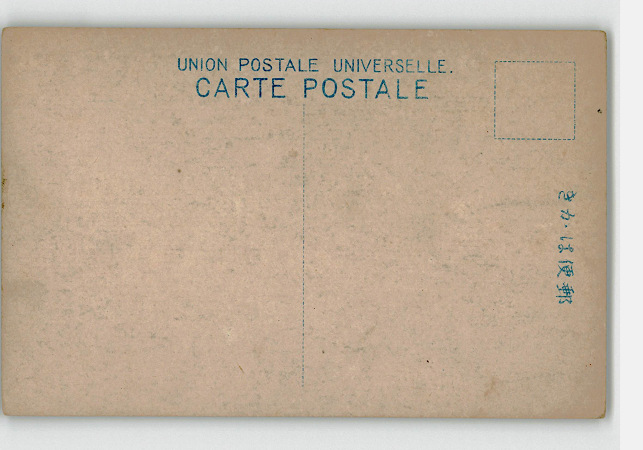 UNION POSTALE UNIVERSELLE.
CARTE POSTALE
郵便はかき